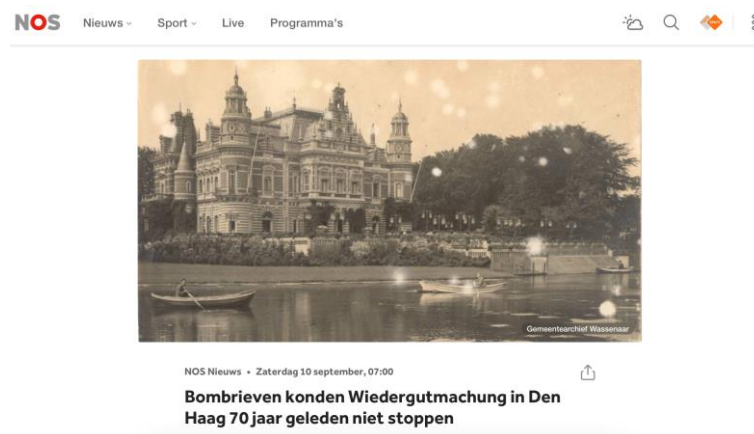 NOS Nieuws Sport Live Programma's
Gemeentearchief Wassenaar
NOS Nieuws • Zaterdag 10 september, 07:00
Bombrieven konden Wiedergutmachung in Den
Haag 70 jaar geleden niet stoppen